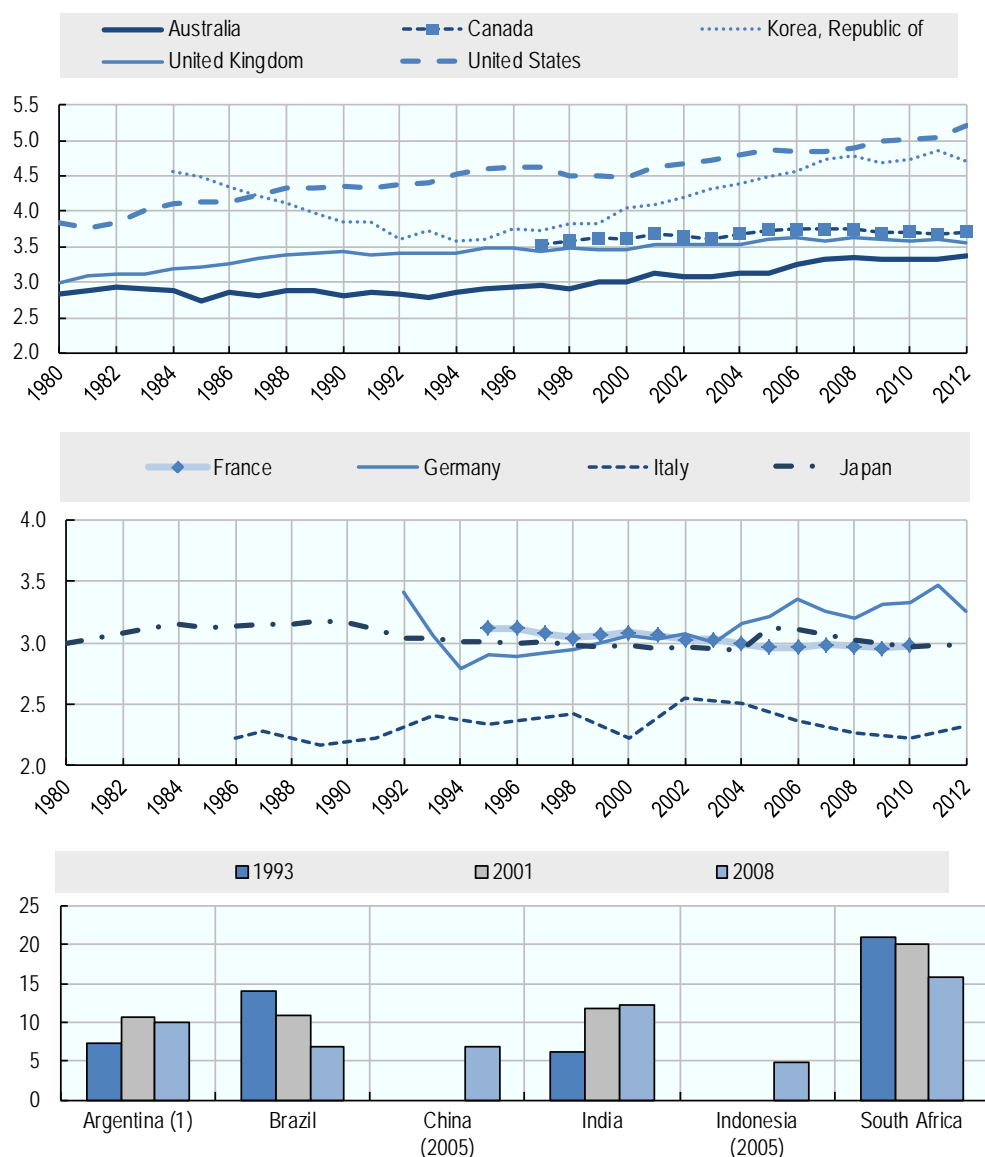 Australia Canada Korea, Republic of
United Kingdom United States
5.5
5.0
4.5
4.0
3.5
3.0
2.5
2.0
1980 1982 1984 1986 1988 1990 1992 1994 1996 1998 2000 2002 2004 2006 2008 2010 2012
France Germany Italy Japan
4.0
3.5
3.0
2.5
2.0
1980 1982 1984 1986 1988 1990 1992 1994 1996 1998 2000 2002 2004 2006 2008 2010 2012
1993 2001 2008
25
20
15
10
5
0
Argentina (1) Brazil China India Indonesia South Africa
(2005) (2005)